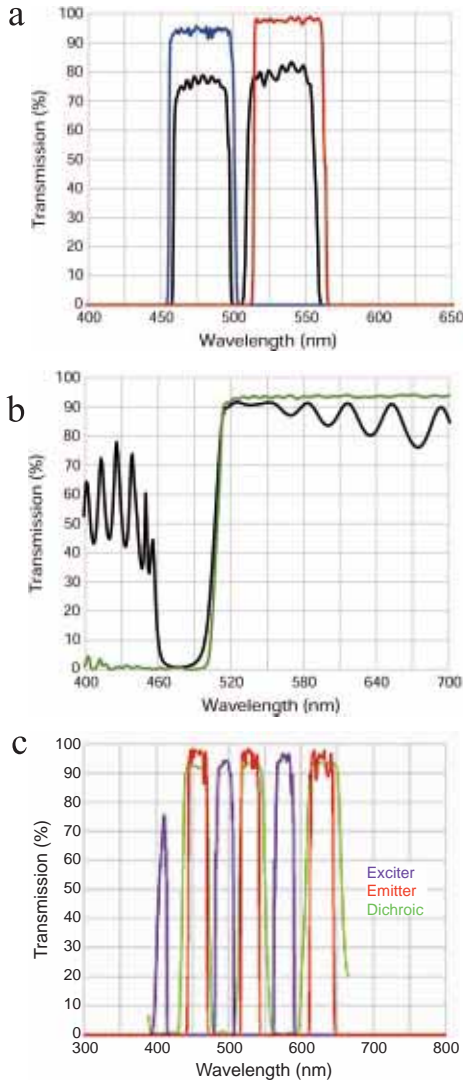 a
Transmission (%)
100
90
80
70
60
50
40
30
20
10
0
400 450 500 550 600 650
Wavelength (nm)
b
Transmission (%)
100
90
80
70
60
50
40
30
20
10
0
400 460 520 580 640 700
Wavelength (nm)
c
Transmission (%)
100
90
80
70
60
50
40
30
20
10
0
Exciter
Emitter
Dichroic
300 400 500 600 700 800
Wavelength (nm)